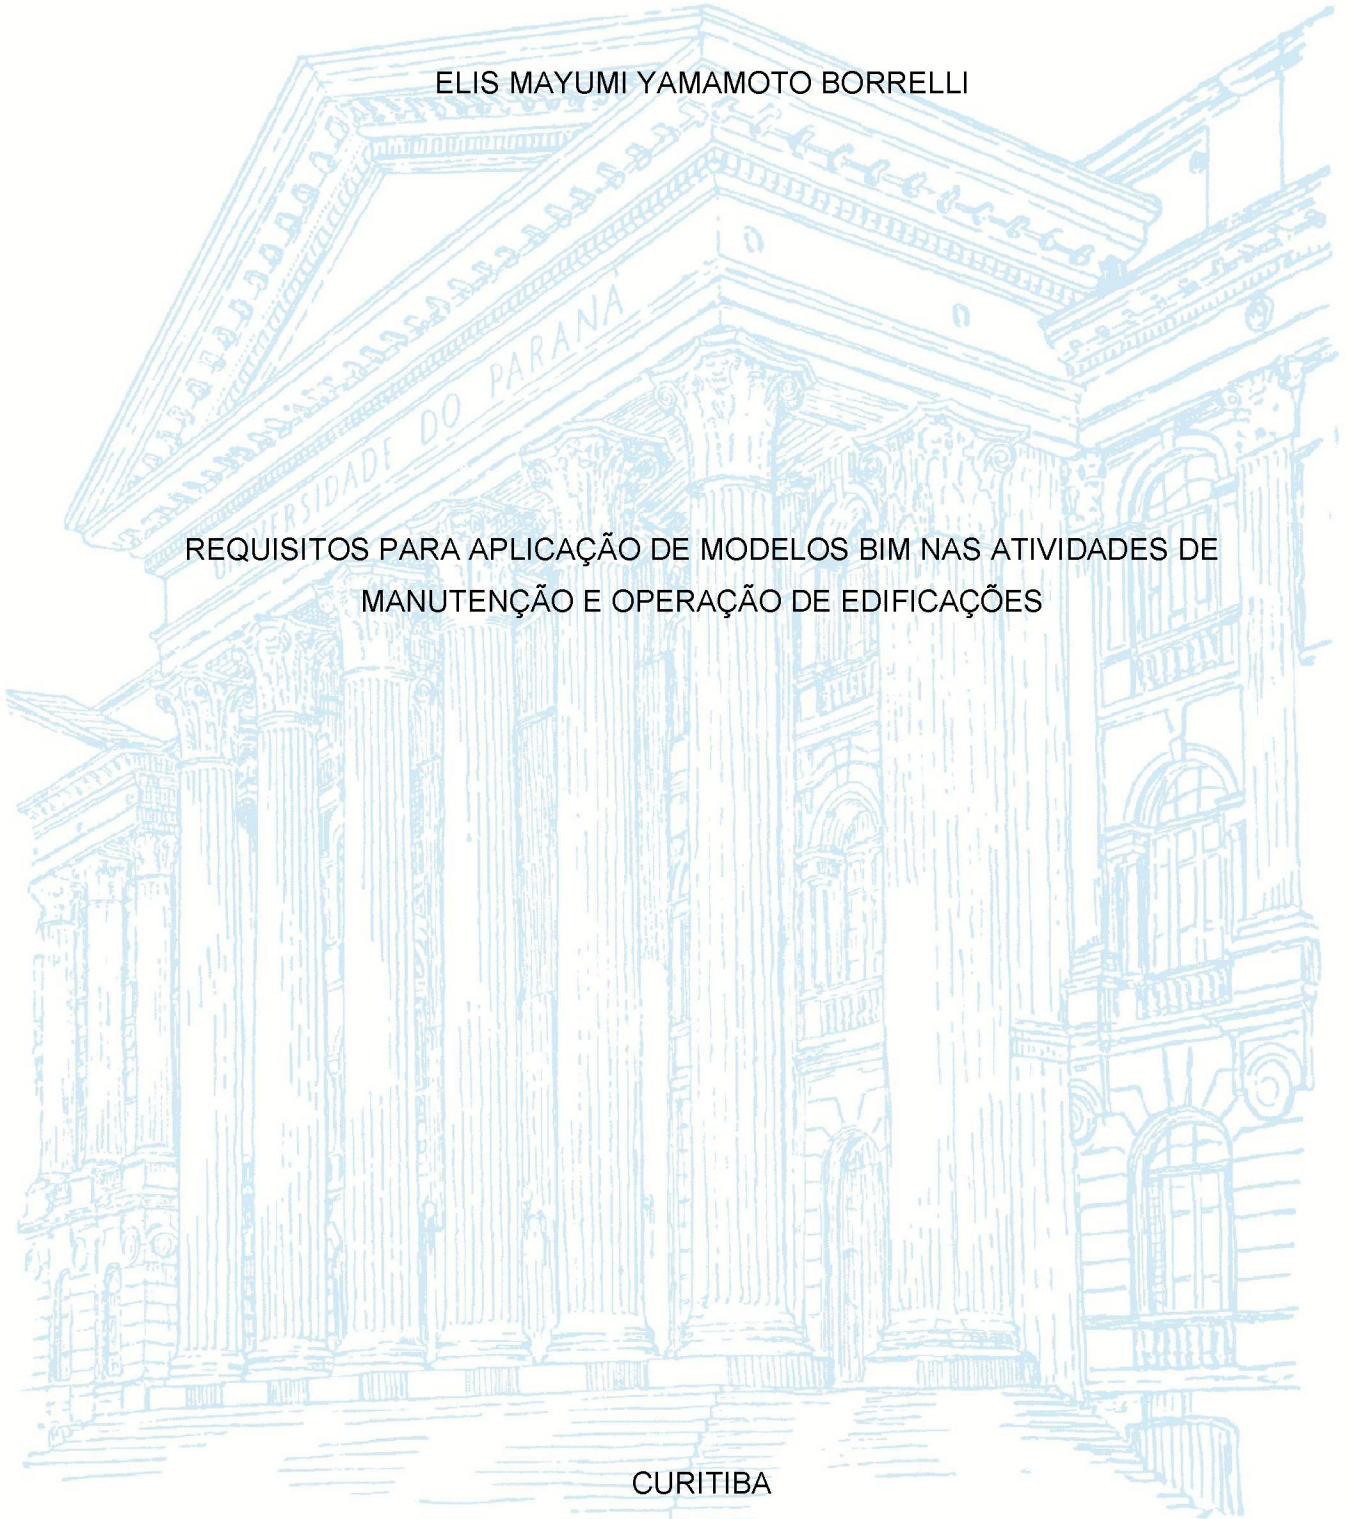 ELIS MAYUMI YAMAMOTO BORRELLI
UNIVERSIDADE DO PARANÁ
REQUISITOS PARA APLICAÇÃO DE MODELOS BIM NAS ATIVIDADES DE
MANUTENÇÃO E OPERAÇÃO DE EDIFICAÇÕES
CURITIBA